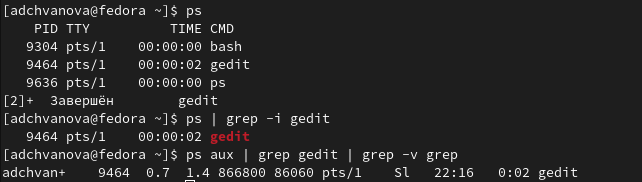 [adchvanova@fedora ~]$ ps
    PID TTY          TIME CMD
   9304 pts/1    00:00:00 bash
   9464 pts/1    00:00:02 gedit
   9636 pts/1    00:00:00 ps
[2]+  Завершён        gedit
[adchvanova@fedora ~]$ ps | grep -i gedit
   9464 pts/1    00:00:02 gedit
[adchvanova@fedora ~]$ ps aux | grep gedit | grep -v grep
adchvan+    9464  0.7  1.4 866800 86060 pts/1    Sl   22:16   0:02 gedit